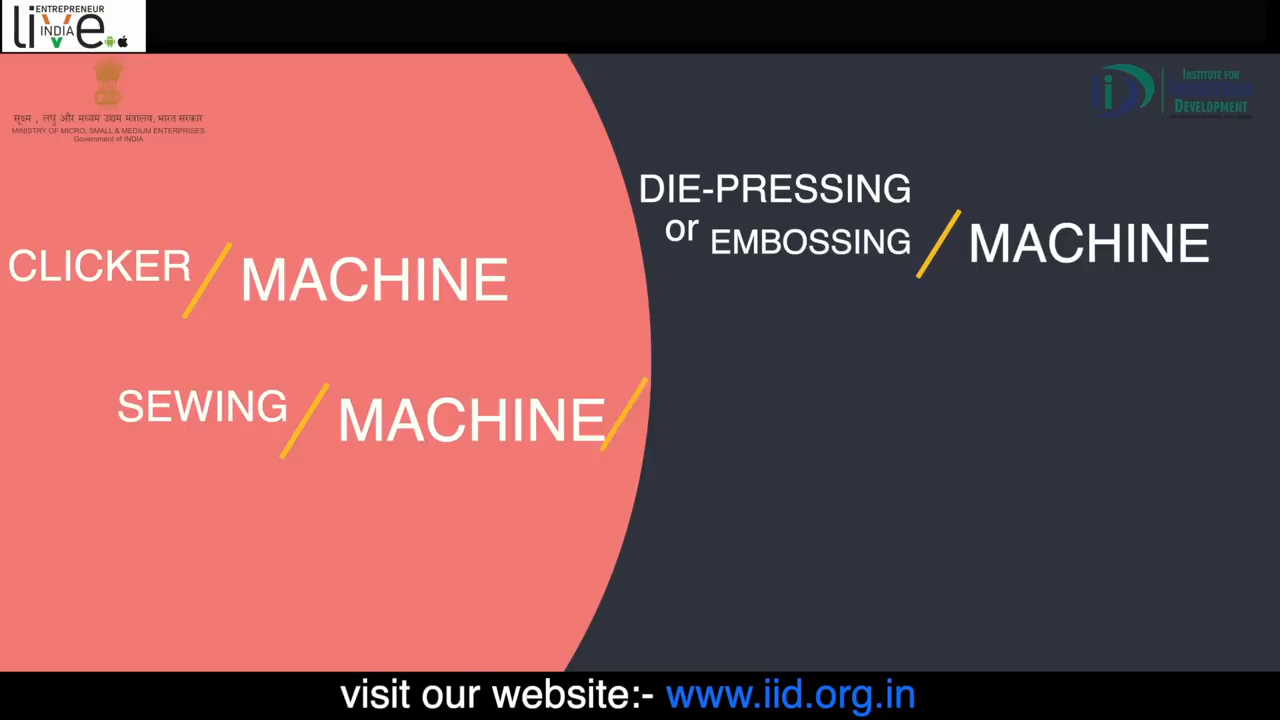 ENTREPRENEUR
INDIA
live
सूक्ष्म , लघु और मध्यम उद्यम मंत्रालय, भारत सरकार
MINISTRY OF MICRO, SMALL & MEDIUM ENTERPRISES
Government of INDIA
iD
INSTITUTE FOR
INDUSTRIAL
DEVELOPMENT
DIE-PRESSING
or EMBOSSING / MACHINE
CLICKER / MACHINE
SEWING / MACHINE /
visit our website:- www.iid.org.in